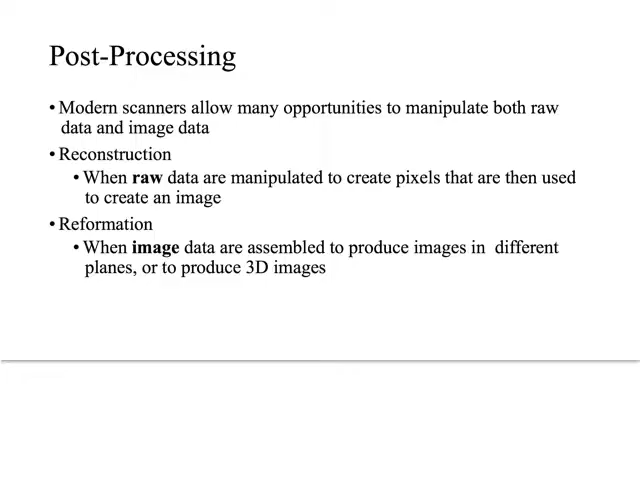 Post-Processing
• Modern scanners allow many opportunities to manipulate both raw
data and image data
• Reconstruction
• When raw data are manipulated to create pixels that are then used
to create an image
• Reformation
• When image data are assembled to produce images in  different
planes, or to produce 3D images